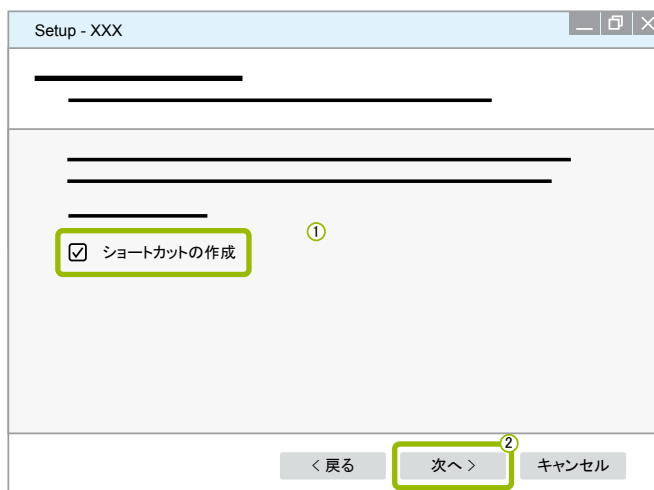 Setup - XXX
①
ショートカットの作成
②
< 戻る 次へ > キャンセル